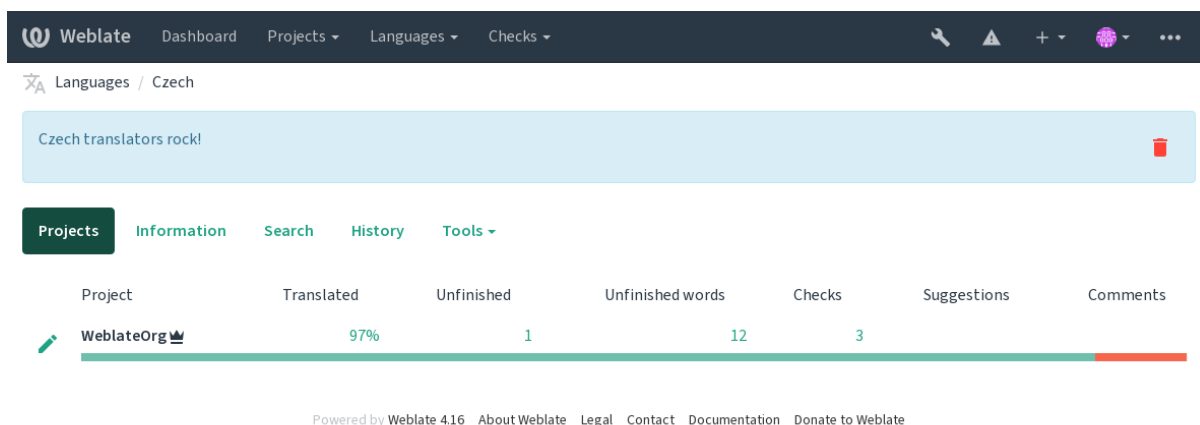 Weblate Dashboard Projects Languages Checks
Languages / Czech
Czech translators rock!
Projects Information Search History Tools
Project Translated Unfinished Unfinished words Checks Suggestions Comments
WeblateOrg 97% 1 12 3
Powered by Weblate 4.16 About Weblate Legal Contact Documentation Donate to Weblate